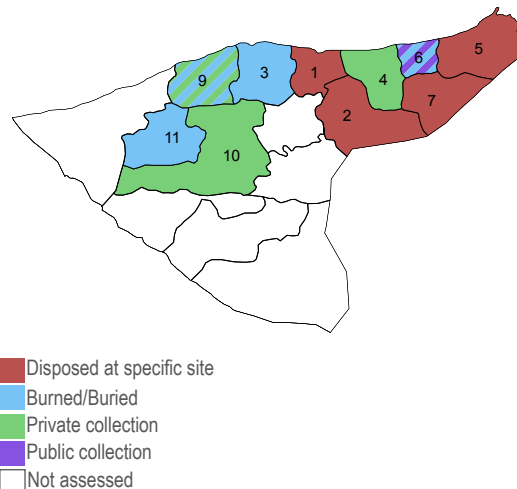 5
6
9
3
1
4
7
2
11
10
Disposed at specific site
Burned/Buried
Private collection
Public collection
Not assessed